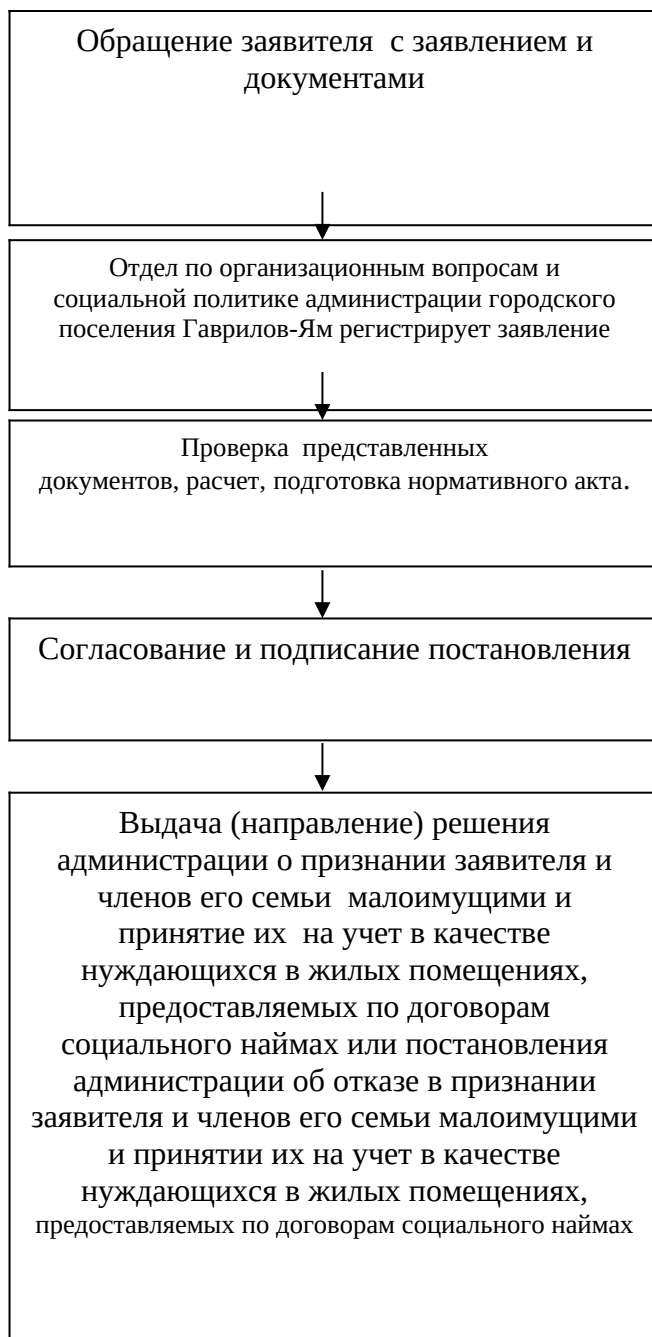 Обращение заявителя  с заявлением и
документами
Отдел по организационным вопросам и
социальной политике администрации городского
поселения Гаврилов-Ям регистрирует заявление
Проверка  представленных
документов, расчет, подготовка нормативного акта.
Согласование и подписание постановления
Выдача (направление) решения
администрации о признании заявителя и
членов его семьи  малоимущими и
принятие их  на учет в качестве
нуждающихся в жилых помещениях,
предоставляемых по договорам
социального наймах или постановления
администрации об отказе в признании
заявителя и членов его семьи малоимущими
и принятии их на учет в качестве
нуждающихся в жилых помещениях,
предоставляемых по договорам социального наймах